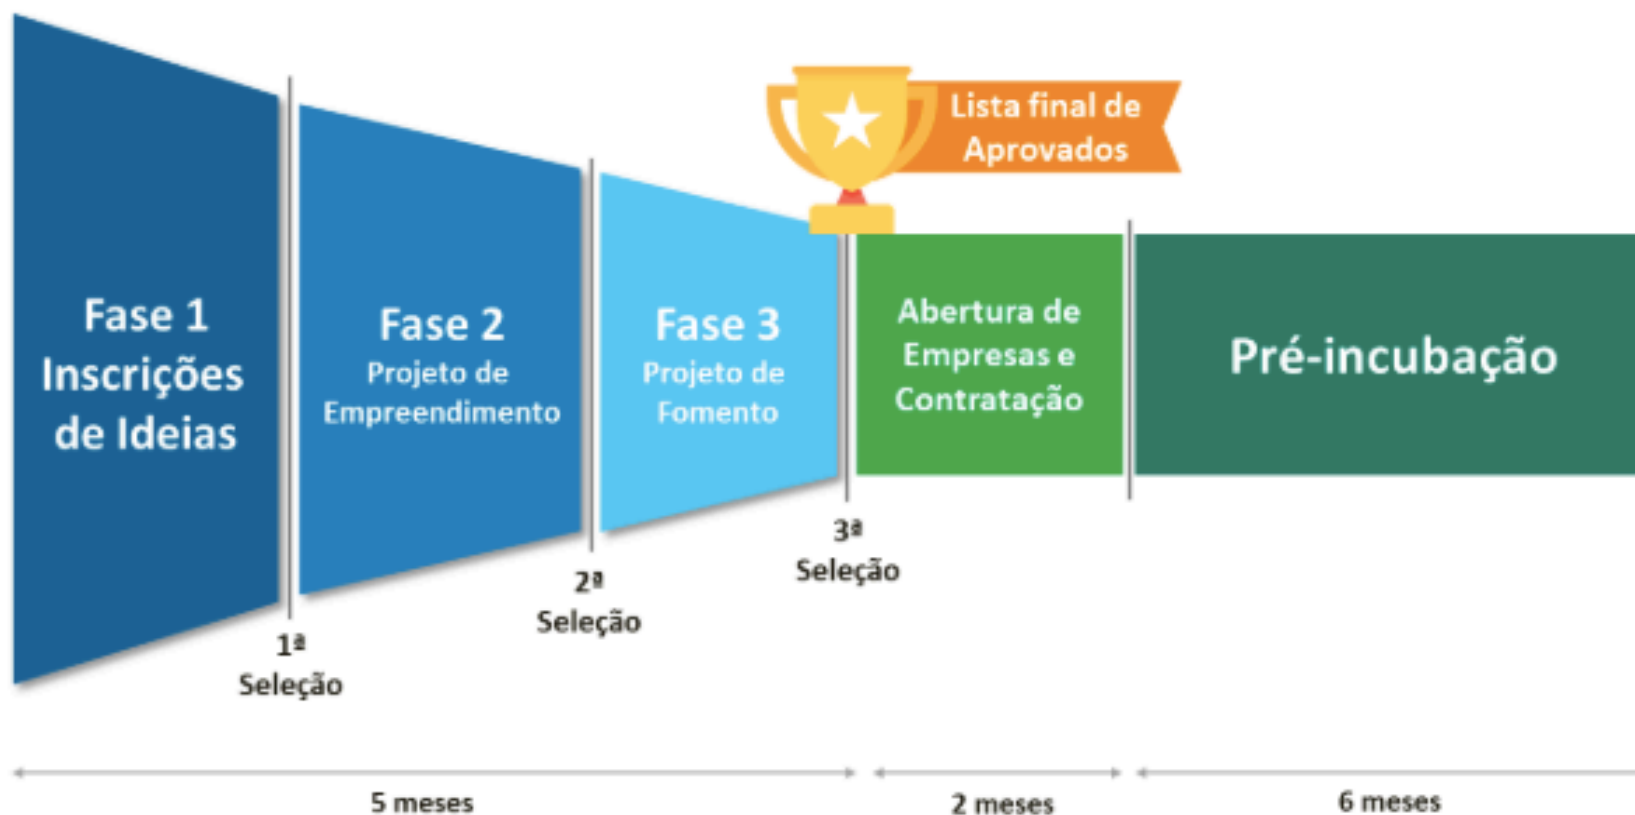 Lista final de
Aprovados
Fase 1
Inscrições
de Ideias
Fase 2
Projeto de
Empreendimento
Fase 3
Projeto de
Fomento
Abertura de
Empresas e
Contratação
Pré-incubação
1ª
Seleção
2ª
Seleção
3ª
Seleção
5 meses
2 meses
6 meses